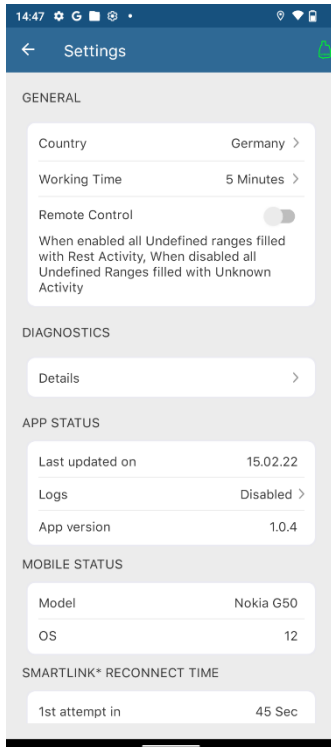 14:47
Settings
GENERAL
Country Germany
Working Time 5 Minutes
Remote Control
When enabled all Undefined ranges filled
with Rest Activity, When disabled all
Undefined Ranges filled with Unknown
Activity
DIAGNOSTICS
Details
APP STATUS
Last updated on 15.02.22
Logs Disabled
App version 1.0.4
MOBILE STATUS
Model Nokia G50
OS 12
SMARTLINK* RECONNECT TIME
1st attempt in 45 Sec